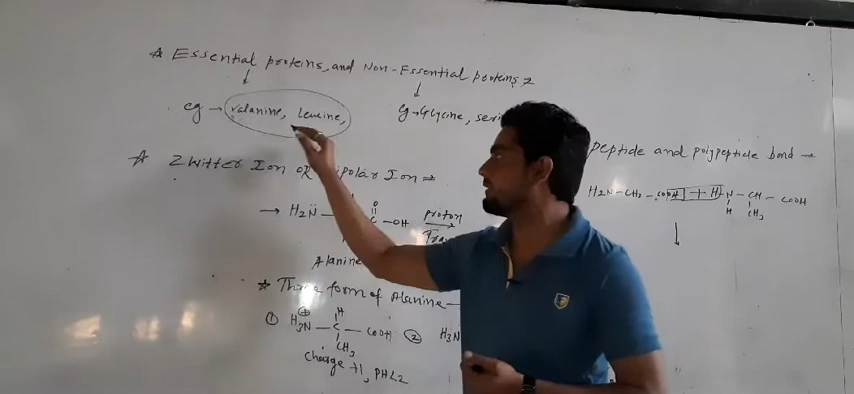 ☆ Essential proteins, and Non-Essential proteins⇒
eg → valanine, leucine,
eg → Glycine, seri
☆ Zwitter Ion or ipolar Ion ⇒
→ H₂N̈ C –OH proton
O
Alanine
☆ Three form of Alanine –
① H₃N⊕ – C – COOH ② H₃N
H
CH₃
charge +1, PH<2
peptide and polypeptide bond →
H₂N – CH₂ – COOH + H N – CH – COOH
H CH₃